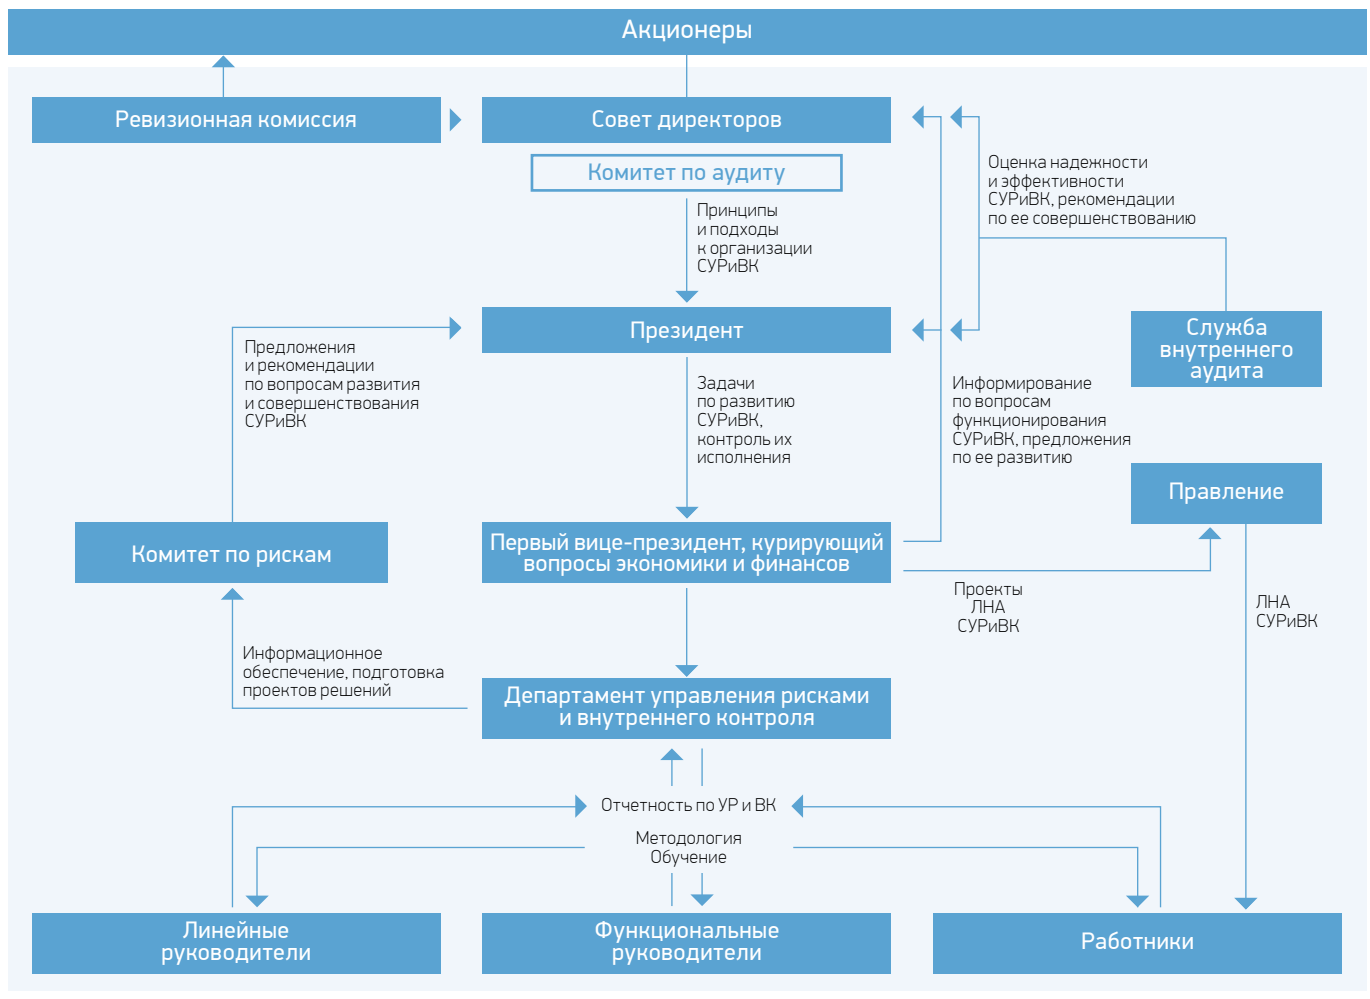 Акционеры
Ревизионная комиссия
Совет директоров
Комитет по аудиту
Оценка надежности
и эффективности
СУРиВК, рекомендации
по ее совершенствованию
Принципы
и подходы
к организации
СУРиВК
Президент
Служба
внутреннего
аудита
Предложения
и рекомендации
по вопросам развития
и совершенствования
СУРиВК
Задачи
по развитию
СУРиВК,
контроль их
исполнения
Информирование
по вопросам
функционирования
СУРиВК, предложения
по ее развитию
Правление
Комитет по рискам
Первый вице-президент, курирующий
вопросы экономики и финансов
Проекты
ЛНА
СУРиВК
ЛНА
СУРиВК
Информационное
обеспечение, подготовка
проектов решений
Департамент управления рисками
и внутреннего контроля
Отчетность по УР и ВК
Методология
Обучение
Линейные
руководители
Функциональные
руководители
Работники